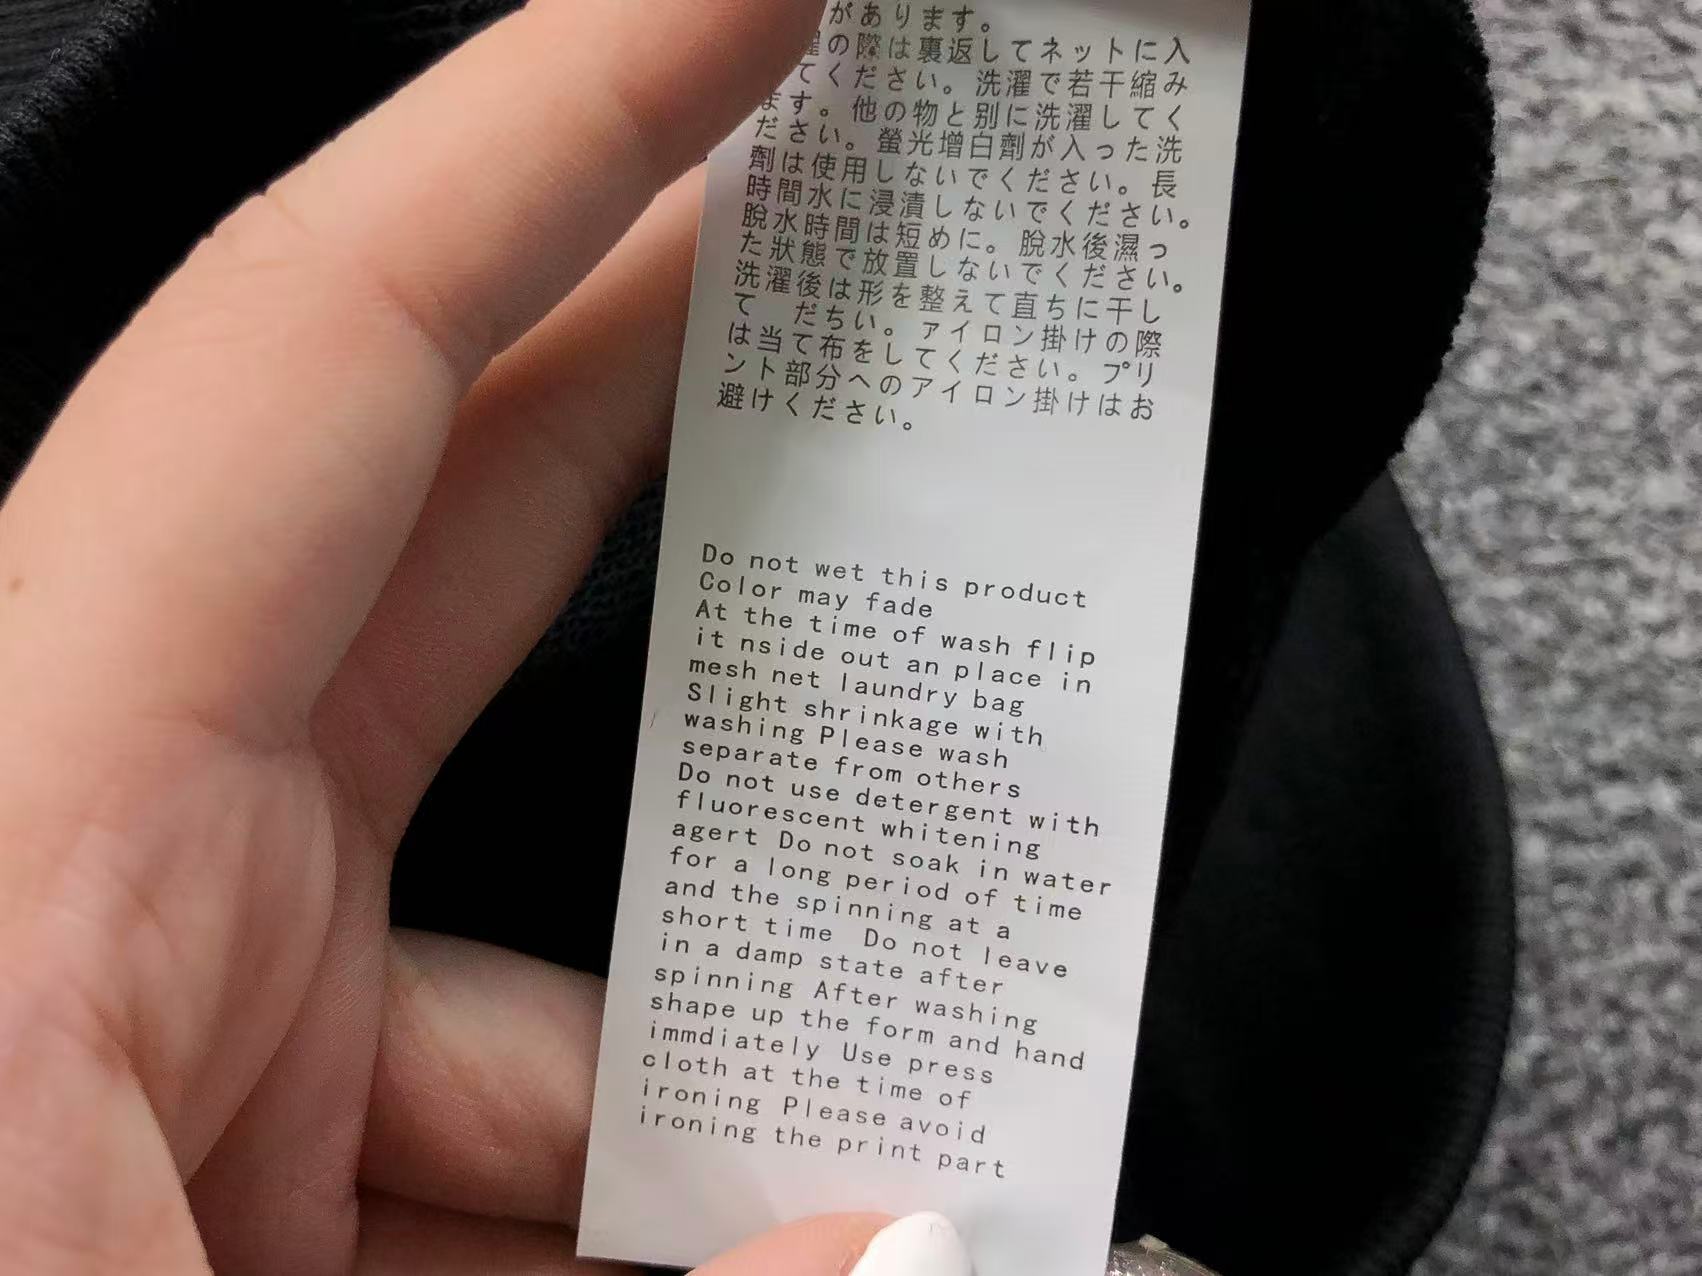 があります。
の際は裏返してネットに入
てください。洗濯で若干縮み
ます。他の物と別に洗濯してく
ださい。螢光增白劑が入った洗
劑は使用しないでください。長
時間水に浸漬しないでください。
脫水時間は短めに。脫水後濕っ
た狀態で放置しないでください。
洗濯後は形を整えて直ちに干し
て だちい。アイロン掛けの際
は当て布をしてください。プリ
ント部分へのアイロン掛けはお
避けください。
Do not wet this product
Color may fade
At the time of wash flip
it nside out an place in
mesh net laundry bag
Slight shrinkage with
washing Please wash
separate from others
Do not use detergent with
fluorescent whitening
agert Do not soak in water
for a long period of time
and the spinning at a
short time Do not leave
in a damp state after
spinning After washing
shape up the form and hand
immdiately Use press
cloth at the time of
ironing Please avoid
ironing the print part